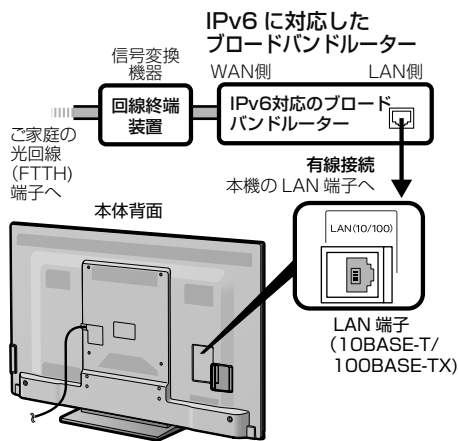 IPv6 に対応した
ブロードバンドルーター
信号変換
機器
WAN側
LAN側
回線終端
装置
IPv6対応のブロード
バンドルーター
ご家庭の
光回線
（FTTH）
端子へ
有線接続
本機の LAN 端子へ
本体背面
LAN(10/100)
LAN 端子
（10BASE-T/
100BASE-TX）